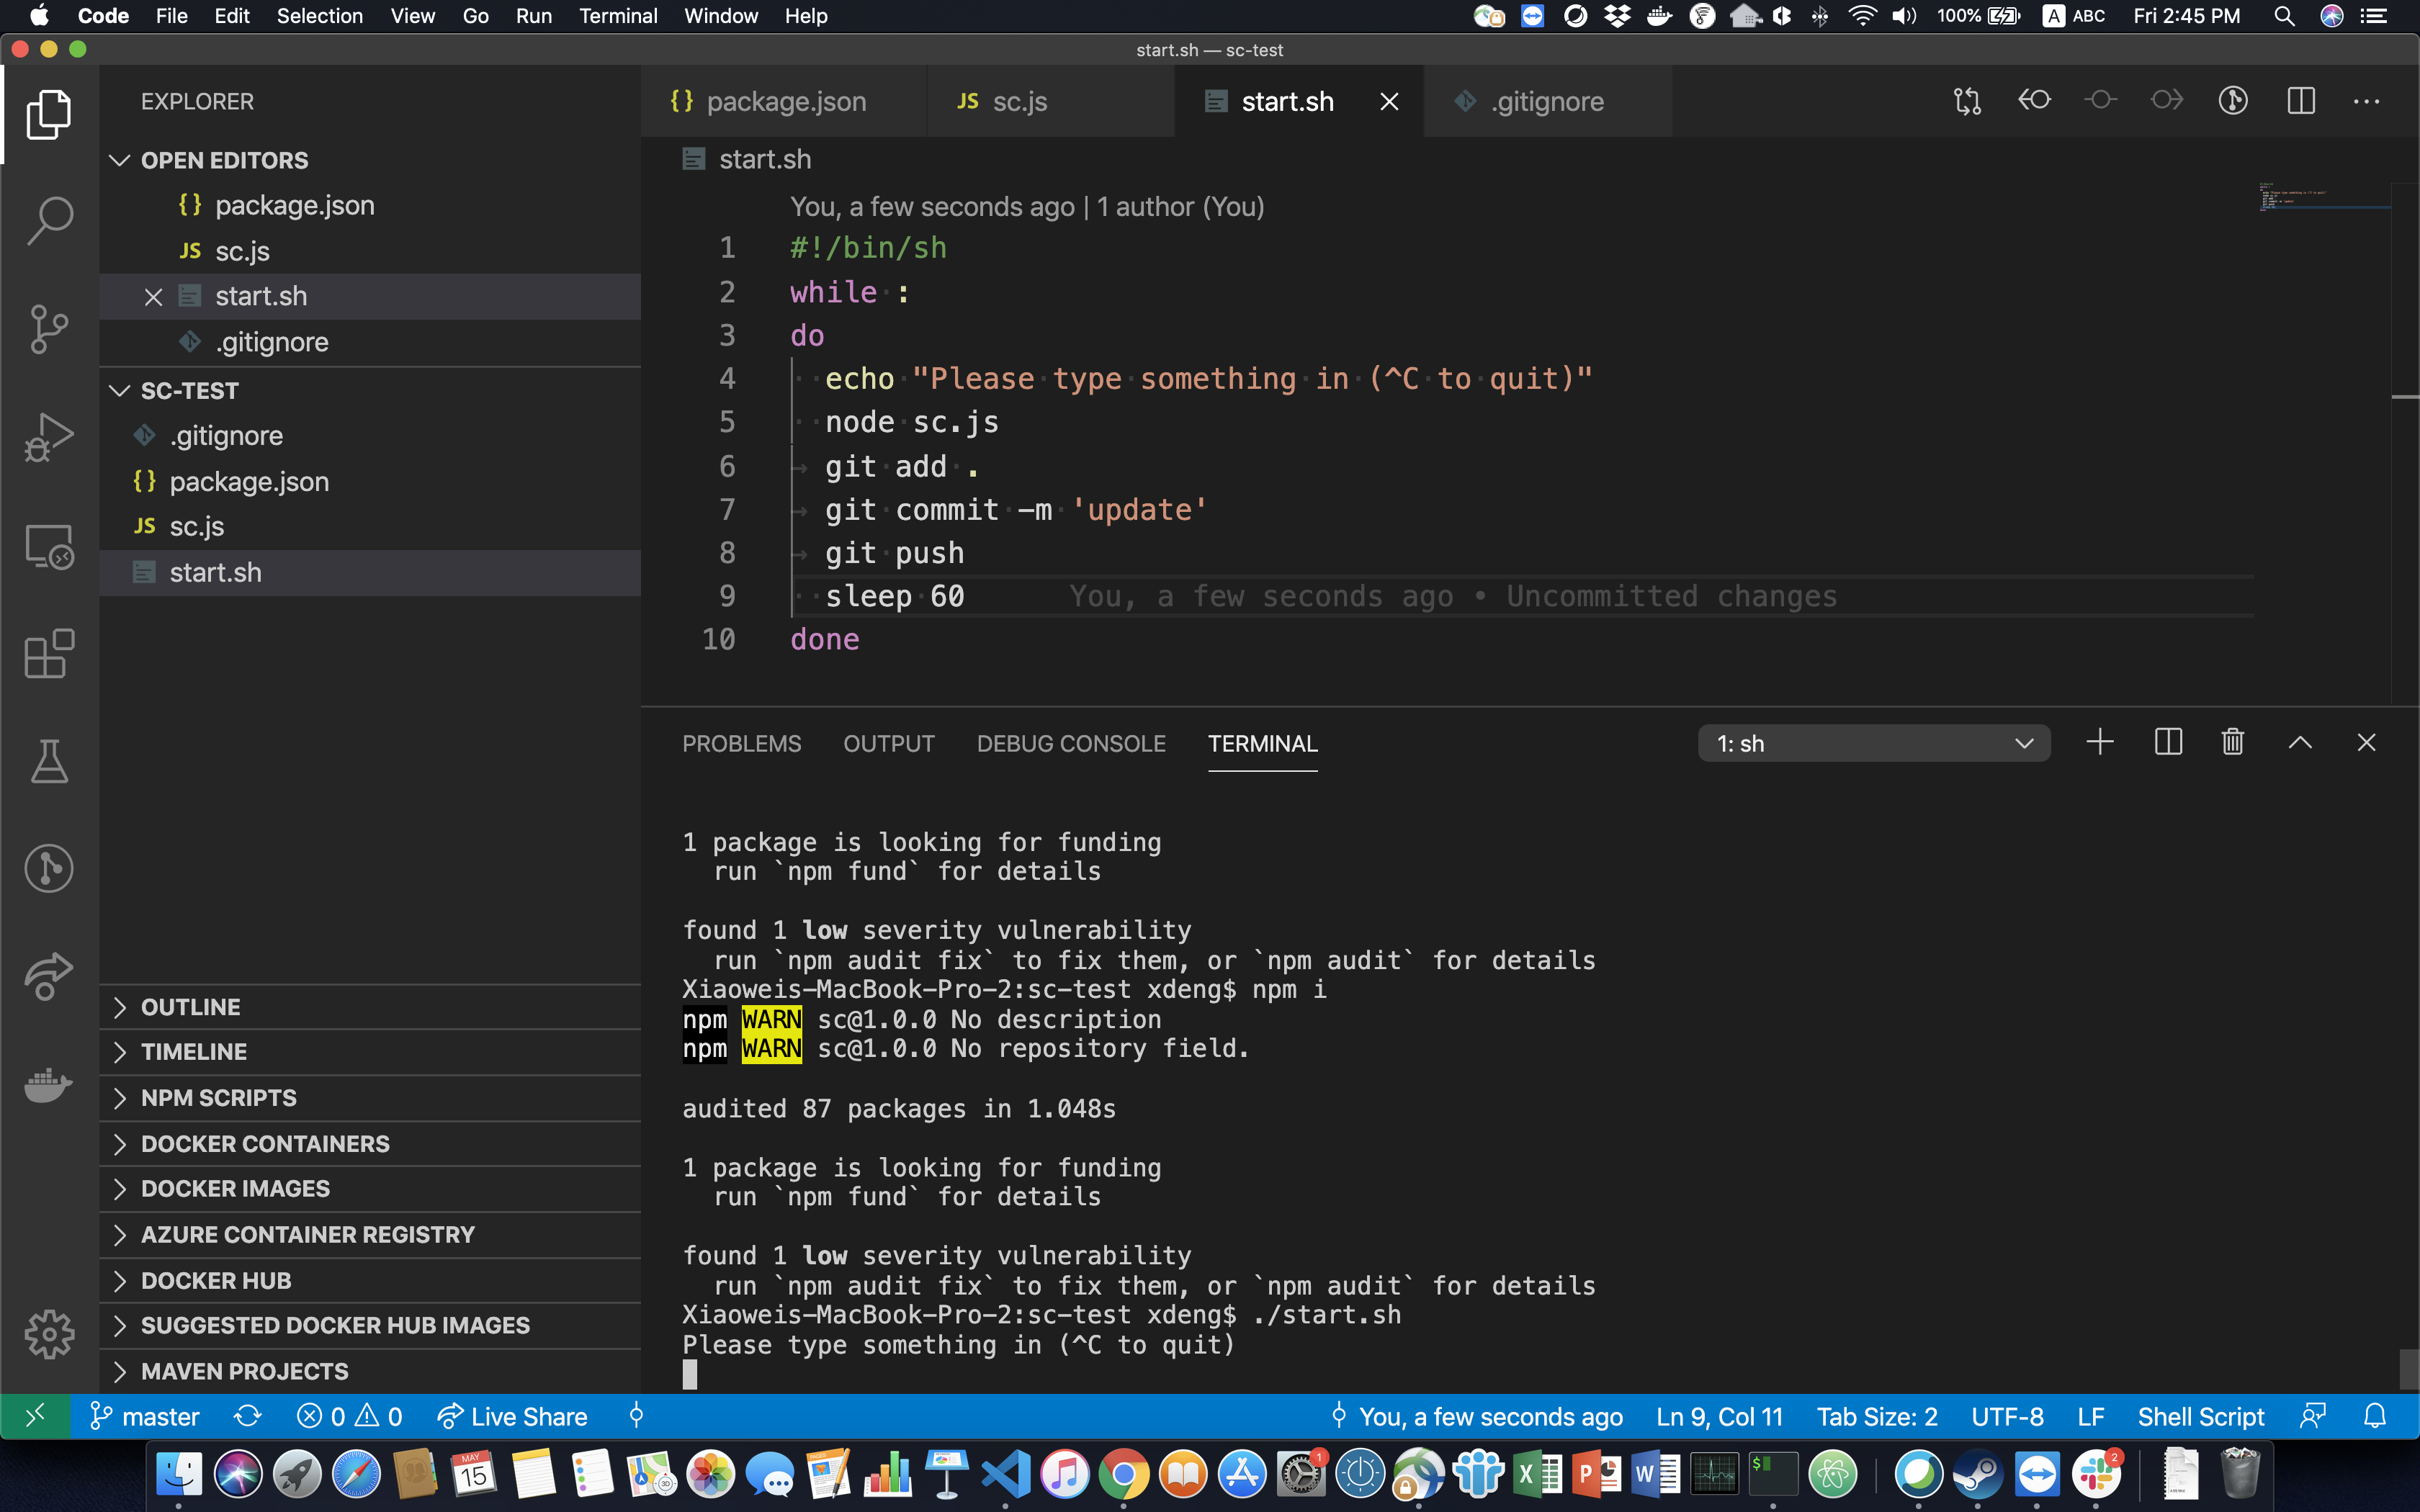 Code File Edit Selection View Go Run Terminal Window Help 100% A ABC Fri 2:45 PM
start.sh — sc-test
EXPLORER
OPEN EDITORS
{} package.json
JS sc.js
start.sh
.gitignore
SC-TEST
.gitignore
{} package.json
JS sc.js
start.sh
OUTLINE
TIMELINE
NPM SCRIPTS
DOCKER CONTAINERS
DOCKER IMAGES
AZURE CONTAINER REGISTRY
DOCKER HUB
SUGGESTED DOCKER HUB IMAGES
MAVEN PROJECTS
{} package.json JS sc.js start.sh .gitignore
start.sh
You, a few seconds ago | 1 author (You)
1 #!/bin/sh
2 while :
3 do
4 echo "Please type something in (^C to quit)"
5 node sc.js
6 git add .
7 git commit -m 'update'
8 git push
9 sleep 60 You, a few seconds ago • Uncommitted changes
10 done
PROBLEMS OUTPUT DEBUG CONSOLE TERMINAL 1: sh
1 package is looking for funding
run `npm fund` for details
found 1 low severity vulnerability
run `npm audit fix` to fix them, or `npm audit` for details
Xiaoweis-MacBook-Pro-2:sc-test xdeng$ npm i
npm WARN sc@1.0.0 No description
npm WARN sc@1.0.0 No repository field.
audited 87 packages in 1.048s
1 package is looking for funding
run `npm fund` for details
found 1 low severity vulnerability
run `npm audit fix` to fix them, or `npm audit` for details
Xiaoweis-MacBook-Pro-2:sc-test xdeng$ ./start.sh
Please type something in (^C to quit)
master 0 0 Live Share You, a few seconds ago Ln 9, Col 11 Tab Size: 2 UTF-8 LF Shell Script
MAY
15
3D
1
X
P
W
$
2